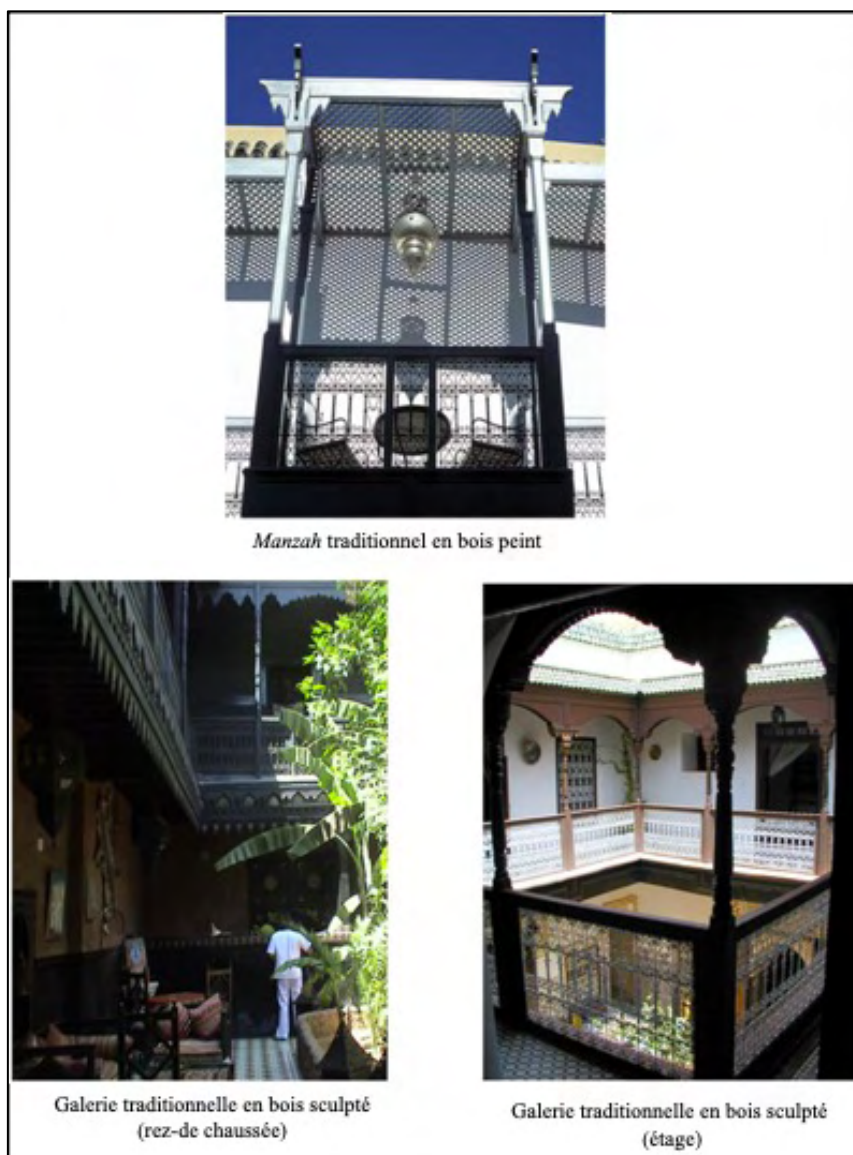 Manzah traditionnel en bois peint
Galerie traditionnelle en bois sculpté
(rez-de chaussée)
Galerie traditionnelle en bois sculpté
(étage)